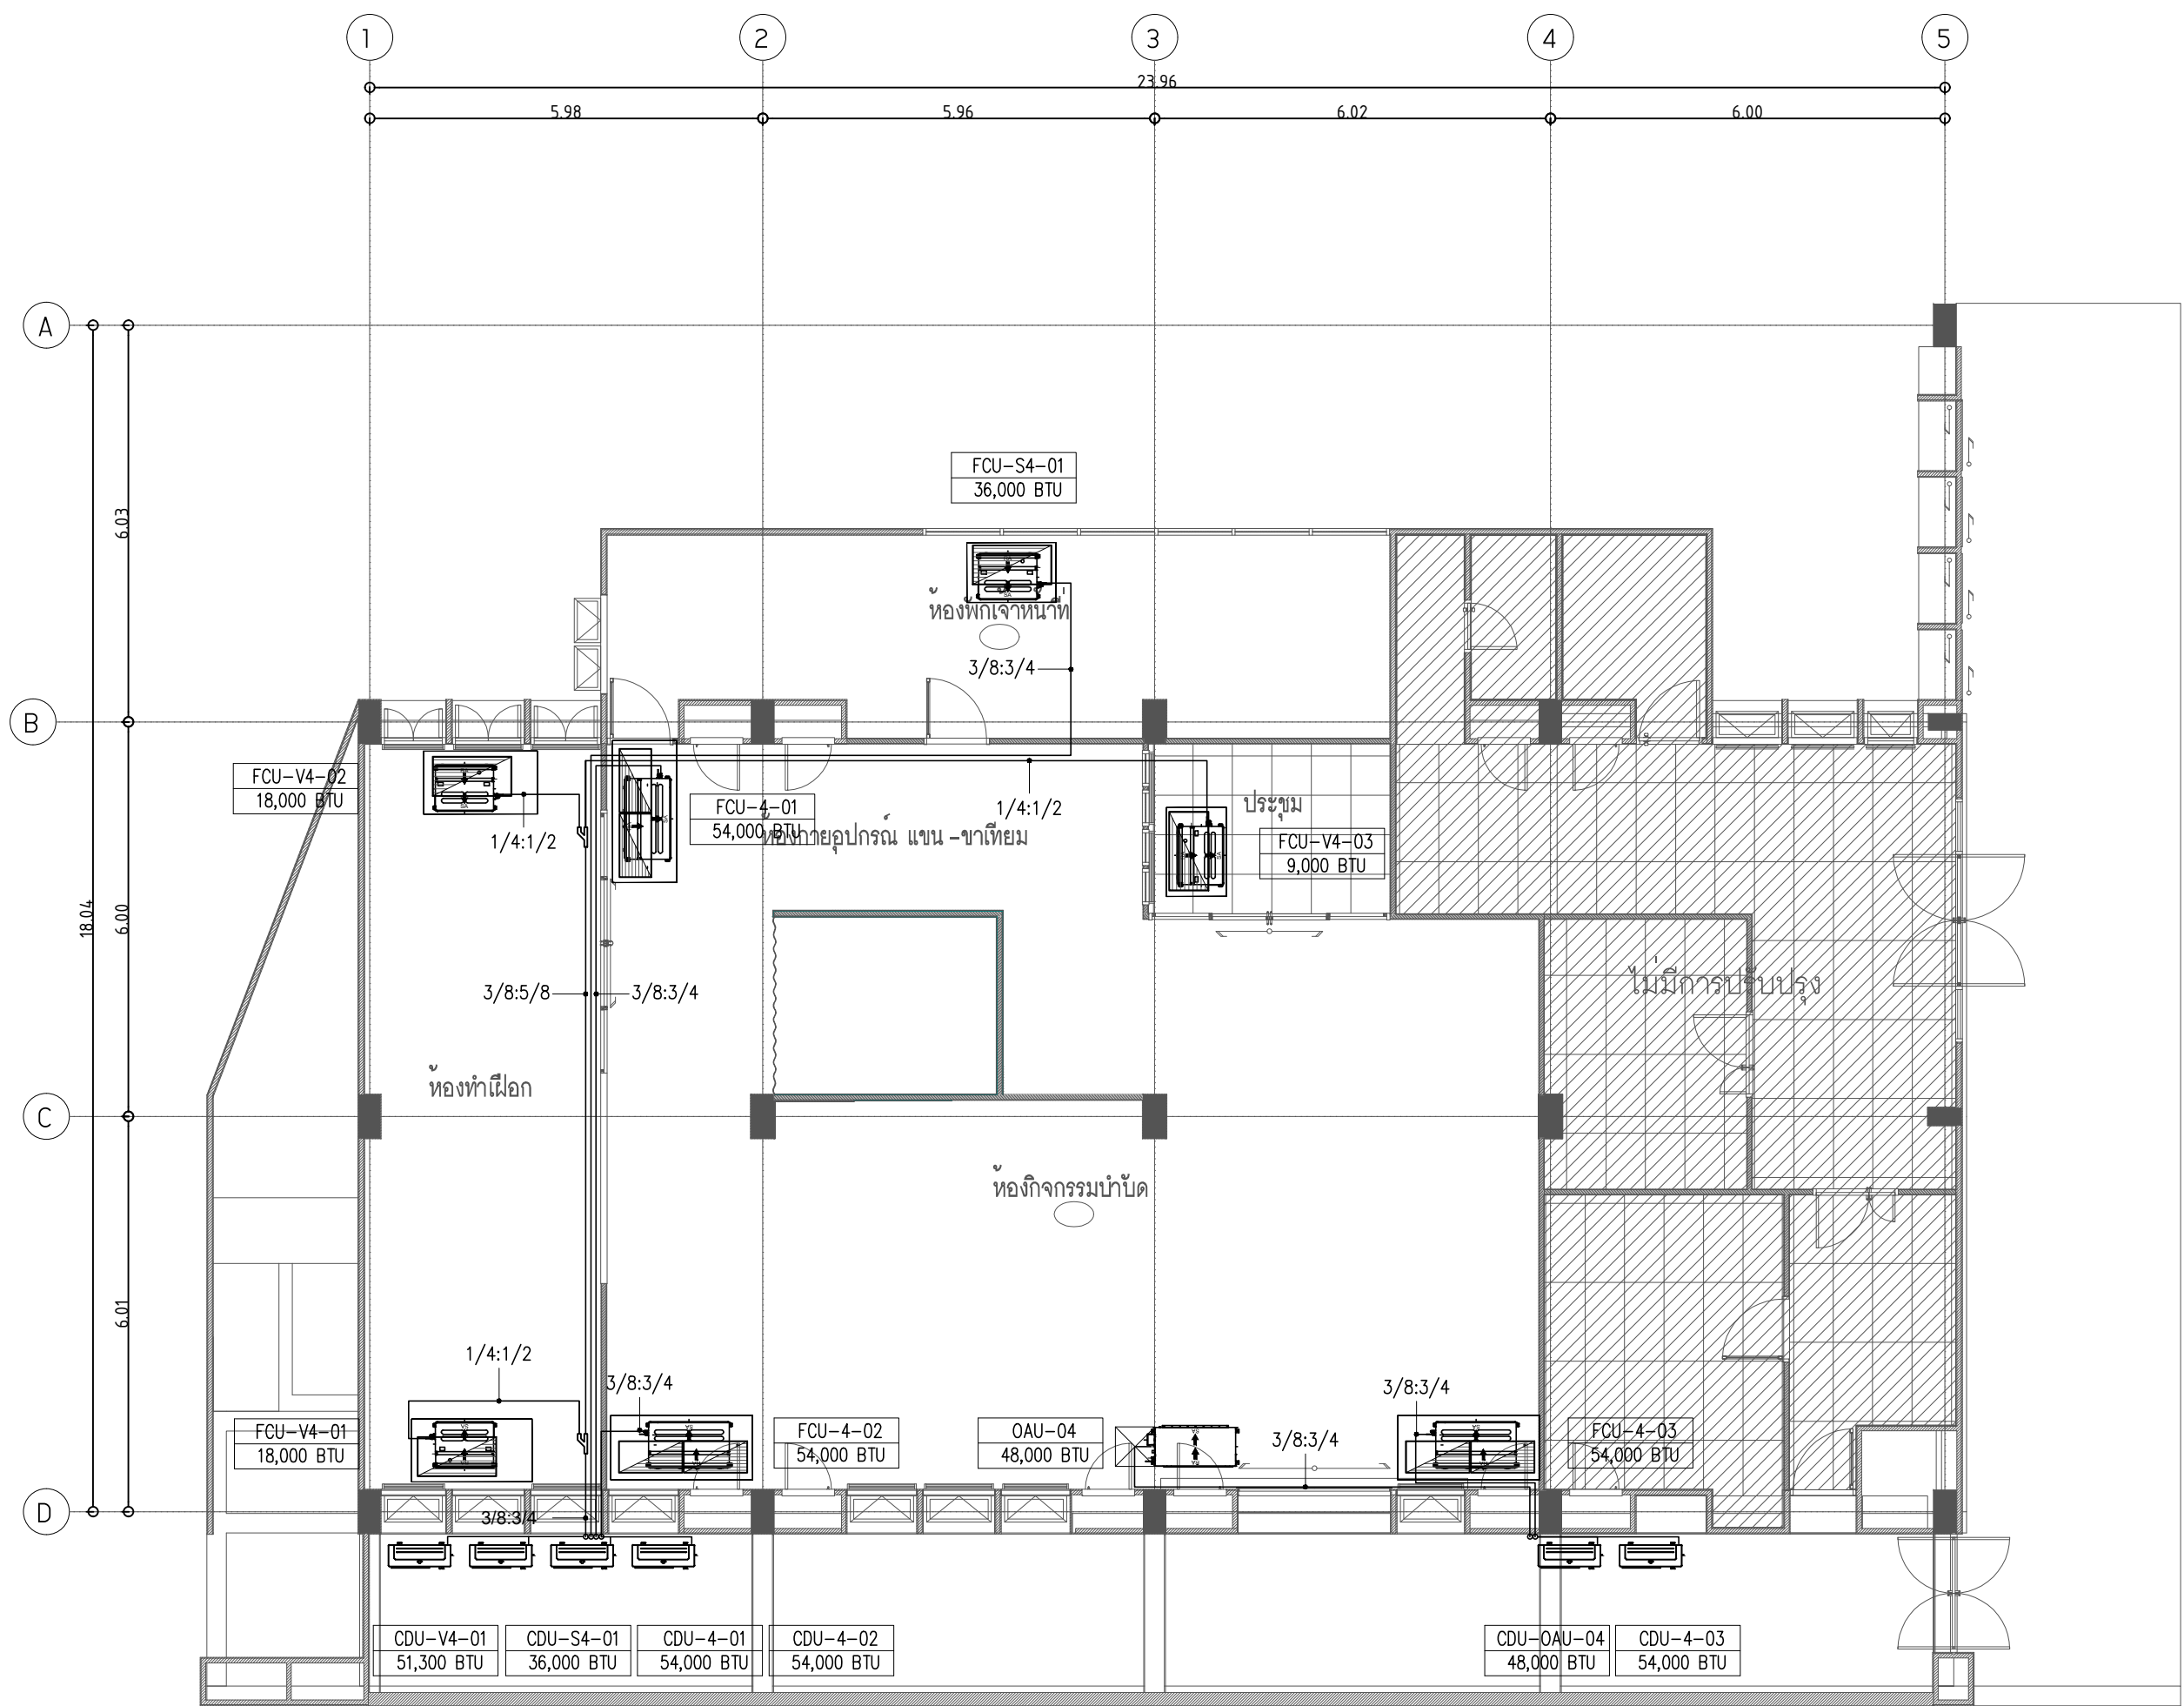 1
2
3
4
5
23.96
5.98
5.96
6.02
6.00
A
6.03
FCU-S4-01
36,000 BTU
ห้องพักเจ้าหน้าที่
3/8:3/4
B
FCU-V4-02
18,000 BTU
1/4:1/2
FCU-4-01
54,000 BTU
ห้องกายอุปกรณ์ แขน -ขาเทียม
1/4:1/2
ประชุม
FCU-V4-03
9,000 BTU
18.04
6.00
3/8:5/8
3/8:3/4
ไม่มีการปรับปรุง
ห้องทำเฝือก
C
ห้องกิจกรรมบำบัด
6.01
1/4:1/2
3/8:3/4
3/8:3/4
FCU-V4-01
18,000 BTU
FCU-4-02
54,000 BTU
OAU-04
48,000 BTU
3/8:3/4
FCU-4-03
54,000 BTU
D
3/8:3/4
CDU-V4-01
51,300 BTU
CDU-S4-01
36,000 BTU
CDU-4-01
54,000 BTU
CDU-4-02
54,000 BTU
CDU-OAU-04
48,000 BTU
CDU-4-03
54,000 BTU